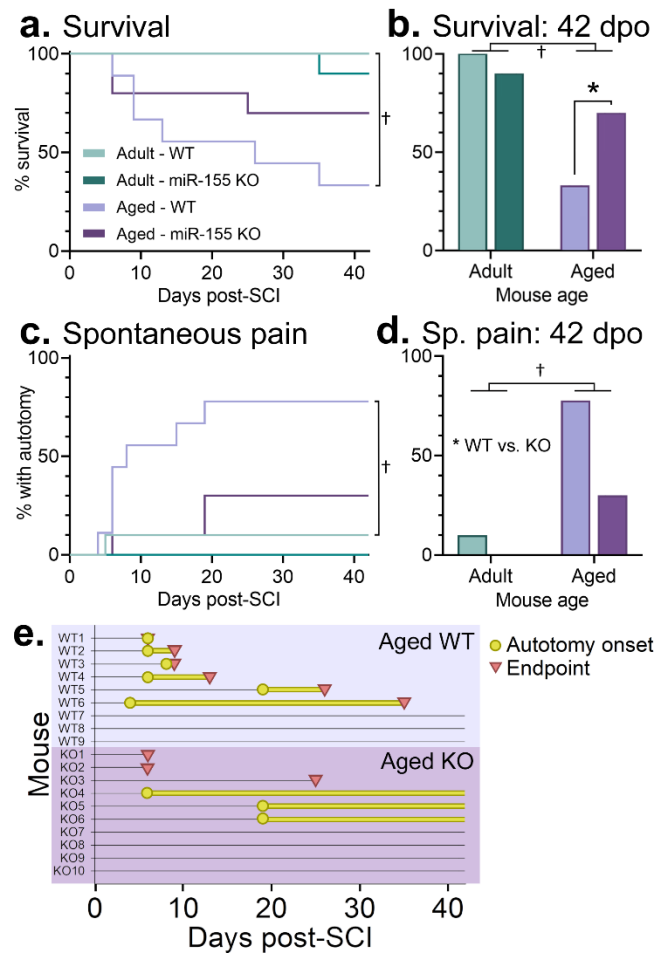 a. Survival
100
50
0
% survival
†
Adult - WT
Adult - miR-155 KO
Aged - WT
Aged - miR-155 KO
0 10 20 30 40
Days post-SCI
b. Survival: 42 dpo
†
*
100
50
0
Adult Aged
Mouse age
c. Spontaneous pain
100
50
0
% with autotomy
†
0 10 20 30 40
Days post-SCI
d. Sp. pain: 42 dpo
†
* WT vs. KO
100
50
0
Adult Aged
Mouse age
e.
Mouse
Aged WT
WT1
WT2
WT3
WT4
WT5
WT6
WT7
WT8
WT9
Aged KO
KO1
KO2
KO3
KO4
KO5
KO6
KO7
KO8
KO9
KO10
0 10 20 30 40
Days post-SCI
Autotomy onset
Endpoint